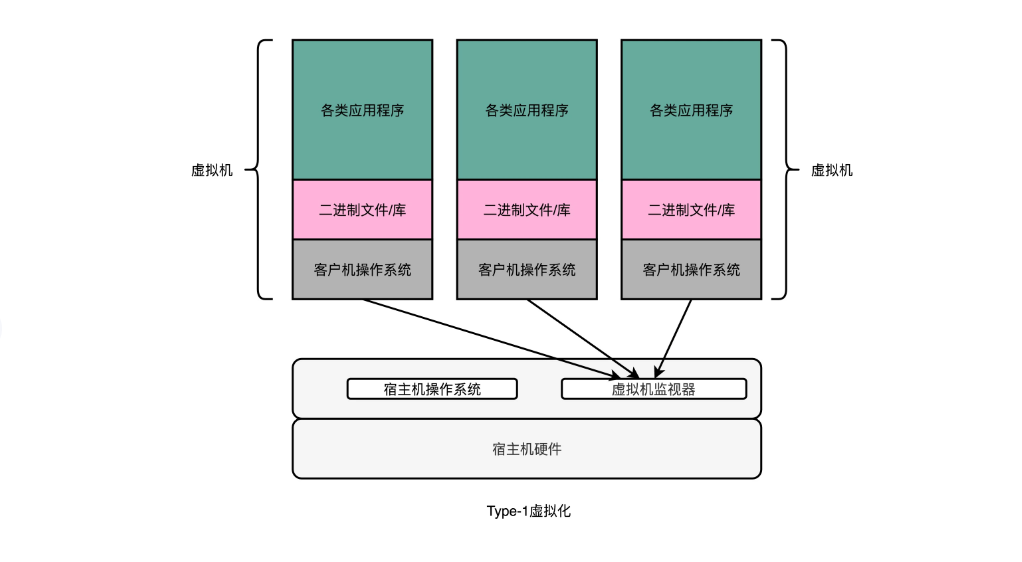 各类应用程序
各类应用程序
各类应用程序
虚拟机
虚拟机
二进制文件/库
二进制文件/库
二进制文件/库
客户机操作系统
客户机操作系统
客户机操作系统
宿主机操作系统
虚拟机监视器
宿主机硬件
Type-1虚拟化